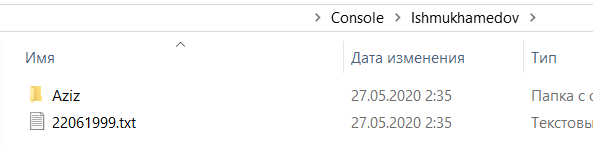 Console Ishmukhamedov
Имя Дата изменения Тип
Aziz 27.05.2020 2:35 Папка с
22061999.txt 27.05.2020 2:35 Текстовы